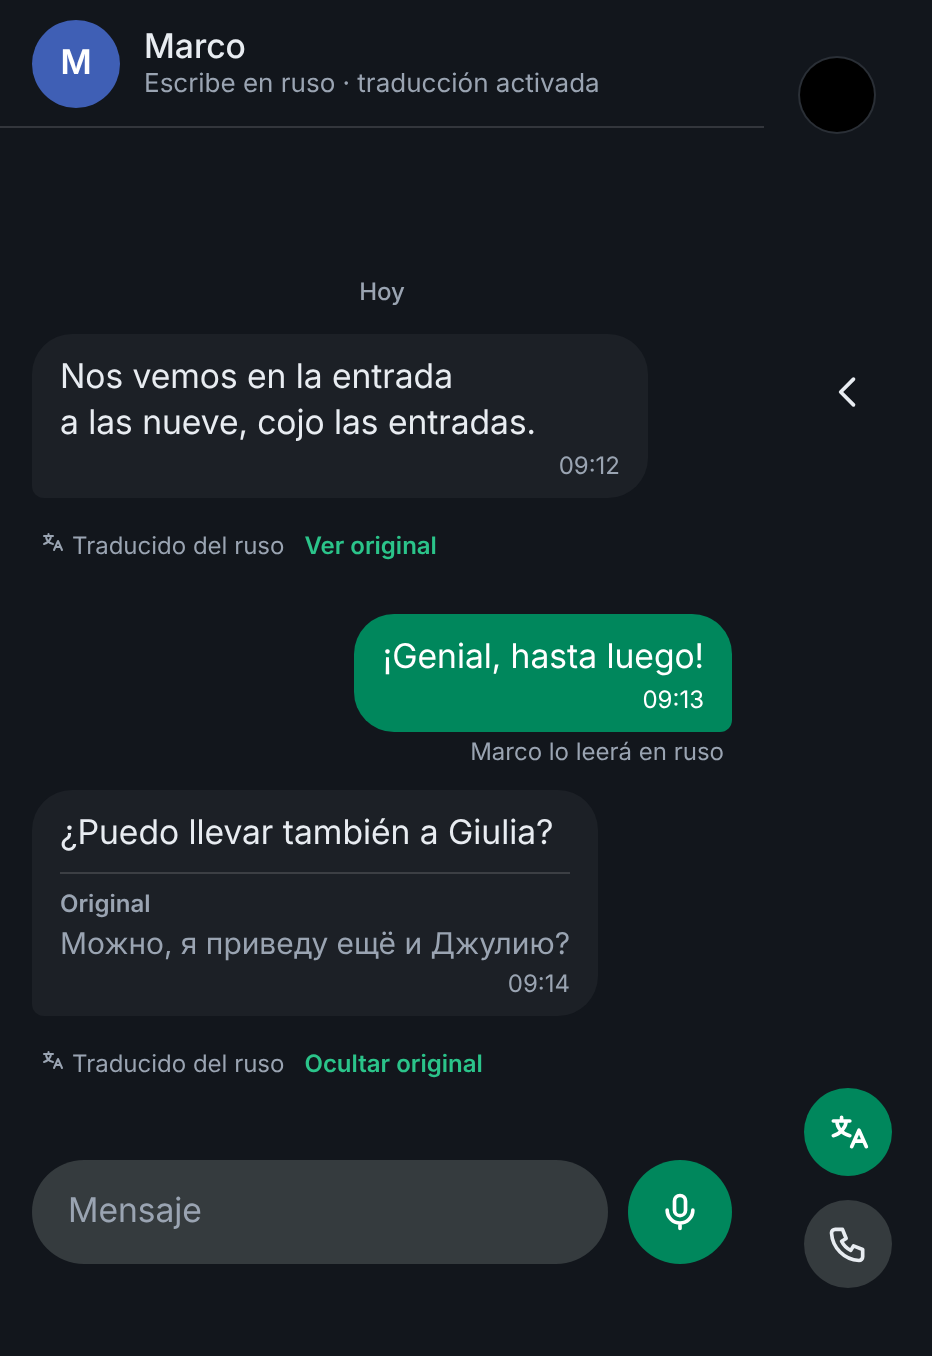 M
Marco
Escribe en ruso · traducción activada
Hoy
Nos vemos en la entrada
a las nueve, cojo las entradas.
09:12
Traducido del ruso Ver original
¡Genial, hasta luego!
09:13
Marco lo leerá en ruso
¿Puedo llevar también a Giulia?
Original
Можно, я приведу ещё и Джулию?
09:14
Traducido del ruso Ocultar original
Mensaje